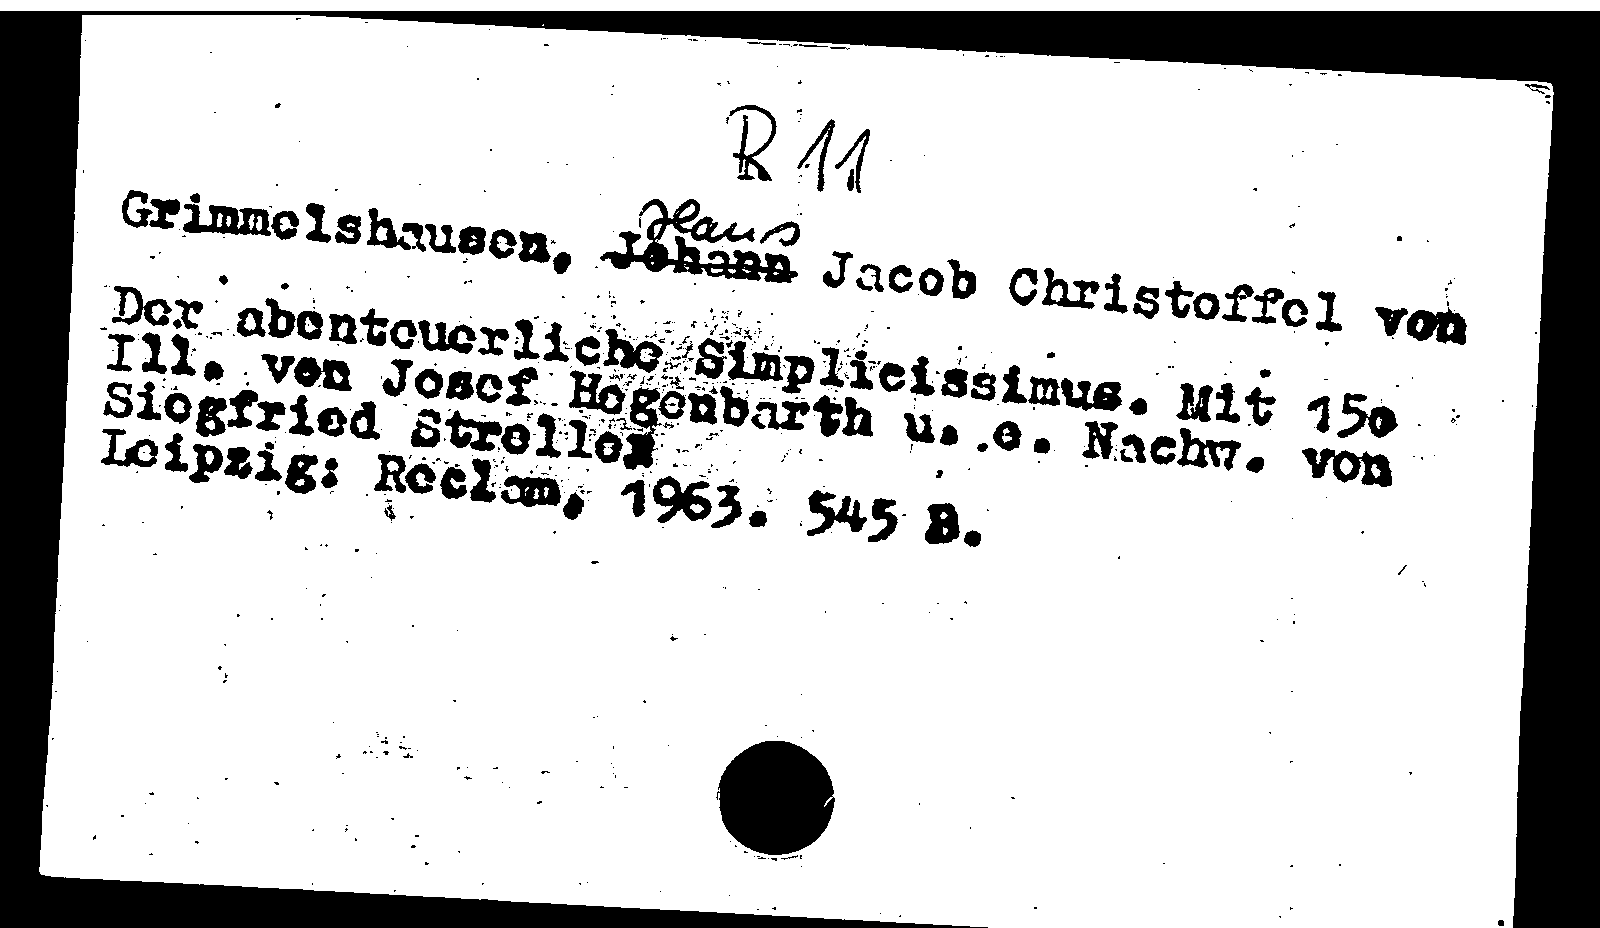 R 11
Hans
Grimmelshausen, Johann Jacob Christoffel von
Der abenteuerliche Simplicissimus. Mit 150
Ill. von Josef Hegenbarth u. e. Nachw. von
Siegfried Streller
Leipzig: Reclam, 1963. 545 S.